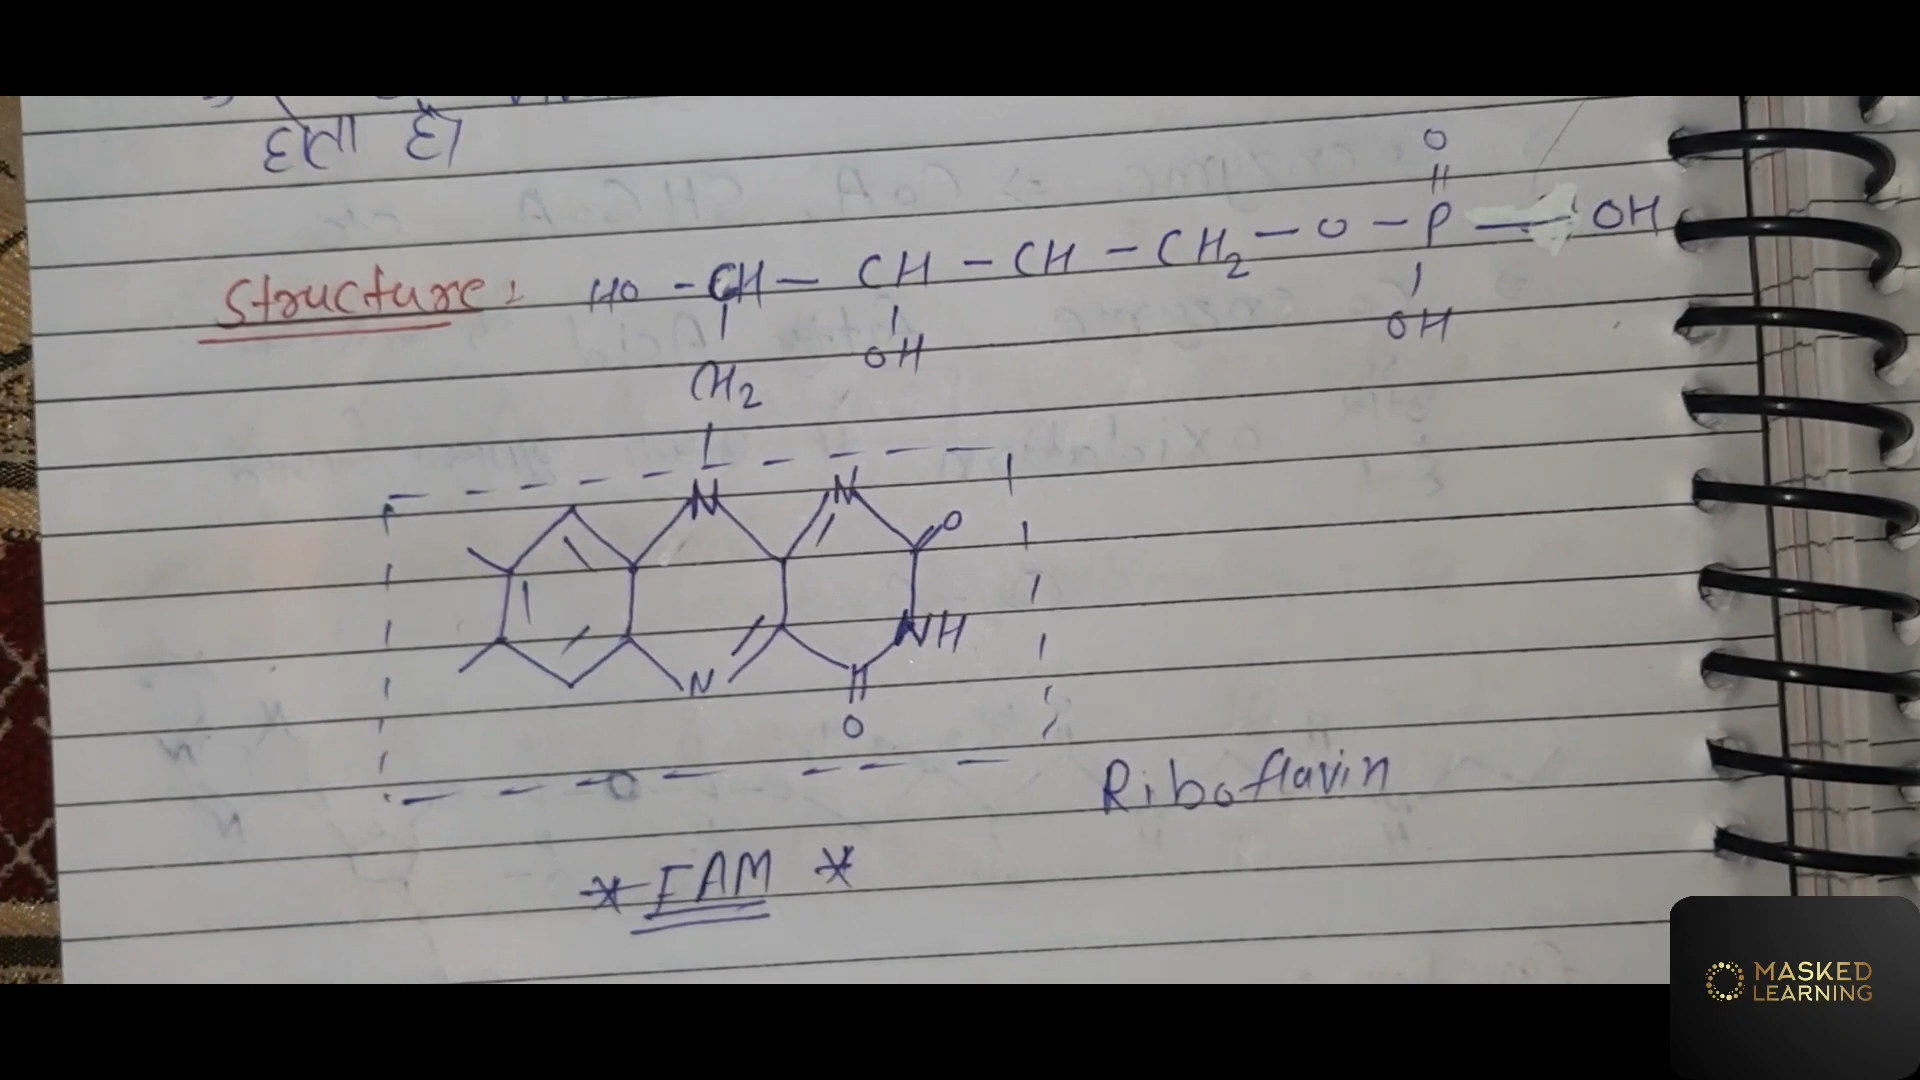 होता है
O
||
Structure: HO - CH - CH - CH - CH2 - O - P - OH
OH
OH
CH2
N
N
O
NH
N
O
Riboflavin
* FAM *
MASKED
LEARNING